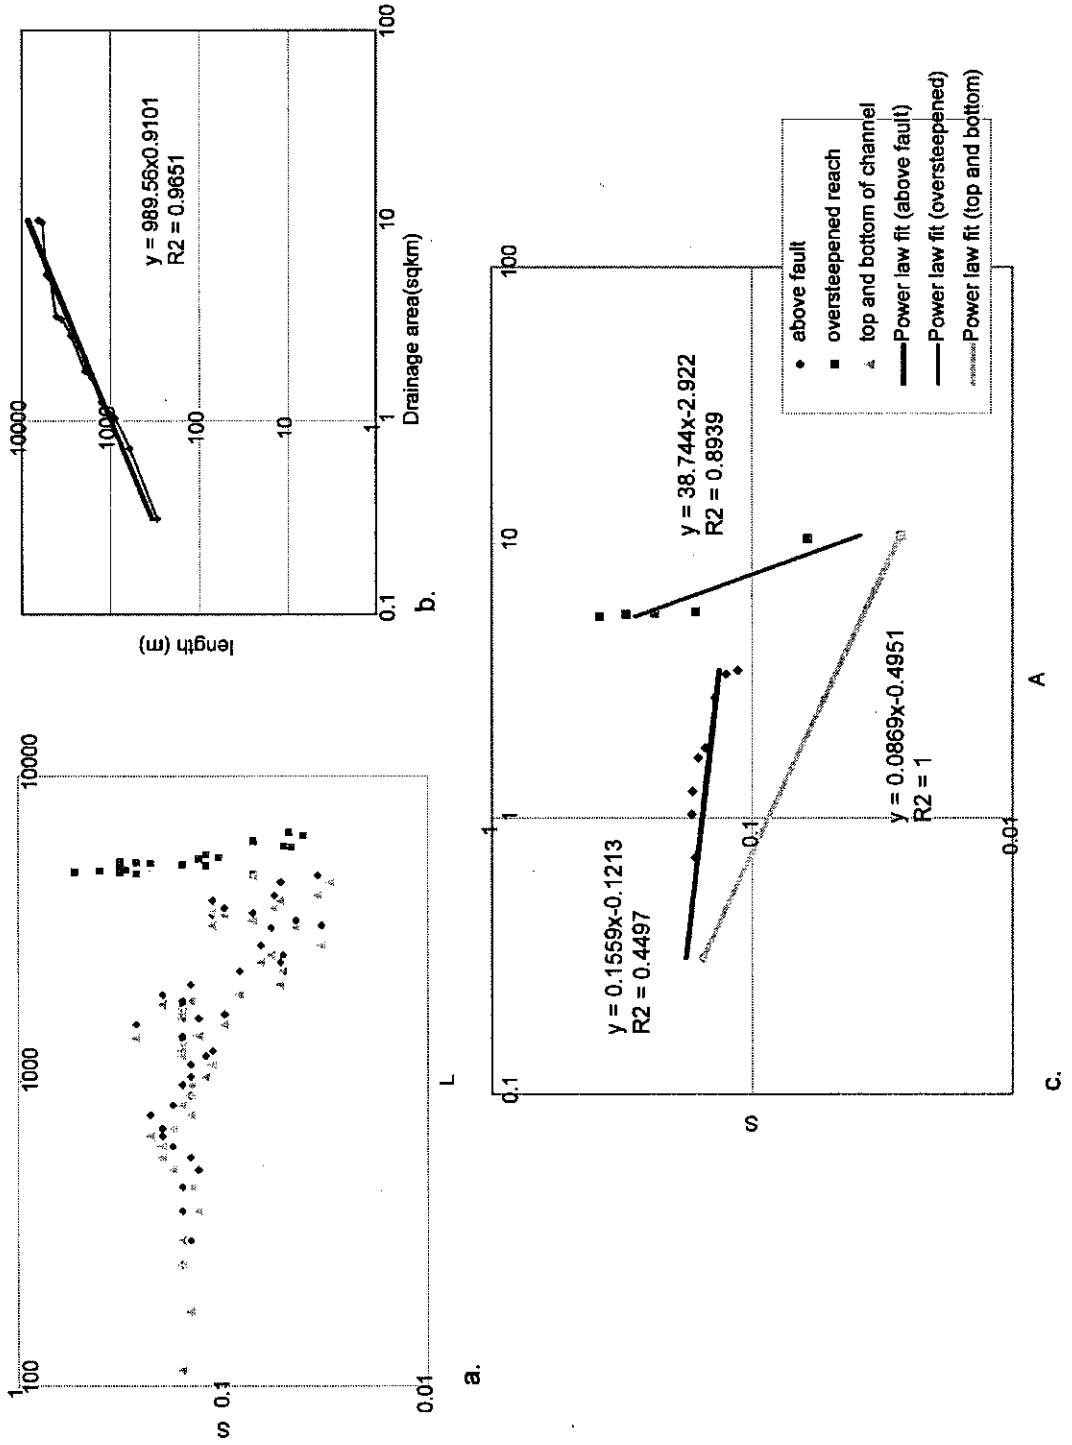 1
0.1
0.01
S
100
1000
10000
L
a.
10000
1000
100
10
1
length (m)
0.1
1
10
100
Drainage area(sqkm)
y = 989.56x0.9101
R2 = 0.9651
b.
1
0.1
0.01
S
0.1
1
10
100
A
y = 0.1559x-0.1213
R2 = 0.4497
y = 38.744x-2.922
R2 = 0.8939
y = 0.0869x-0.4951
R2 = 1
above fault
oversteepened reach
top and bottom of channel
Power law fit (above fault)
Power law fit (oversteepened)
Power law fit (top and bottom)
c.